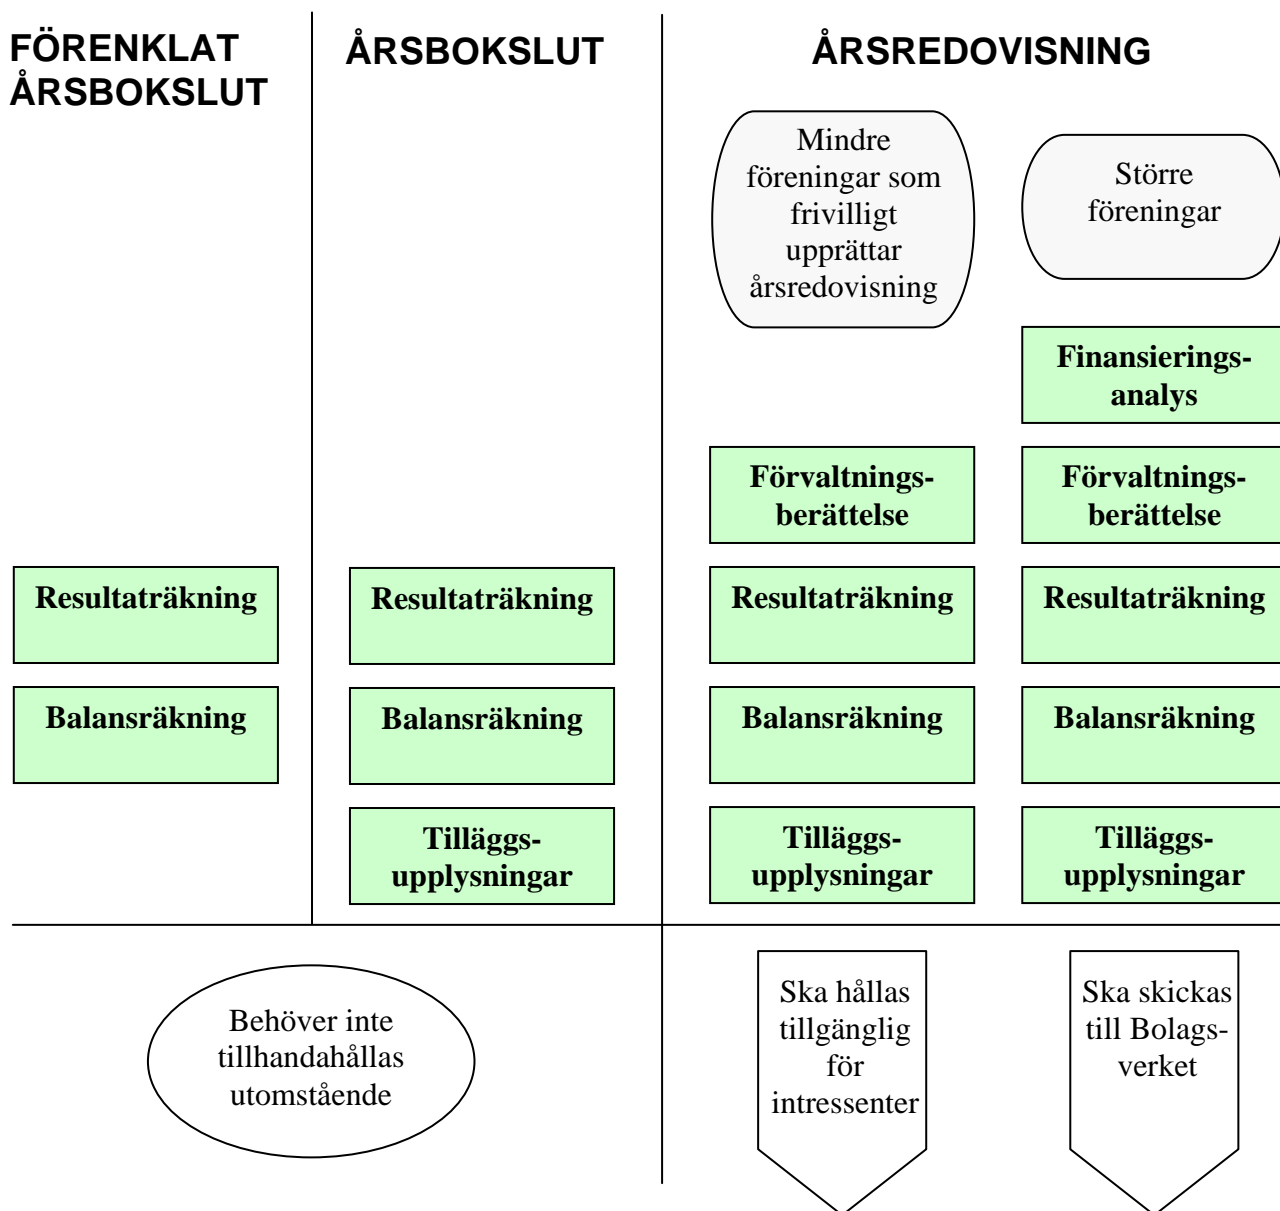 FÖRENKLAT
ÅRSBOKSLUT
ÅRSBOKSLUT
ÅRSREDOVISNING
Mindre
föreningar som
frivilligt
upprättar
årsredovisning
Större
föreningar
Finansierings-
analys
Förvaltnings-
berättelse
Förvaltnings-
berättelse
Resultaträkning
Resultaträkning
Resultaträkning
Resultaträkning
Balansräkning
Balansräkning
Balansräkning
Balansräkning
Tilläggs-
upplysningar
Tilläggs-
upplysningar
Tilläggs-
upplysningar
Behöver inte
tillhandahållas
utomstående
Ska hållas
tillgänglig
för
intressenter
Ska skickas
till Bolags-
verket